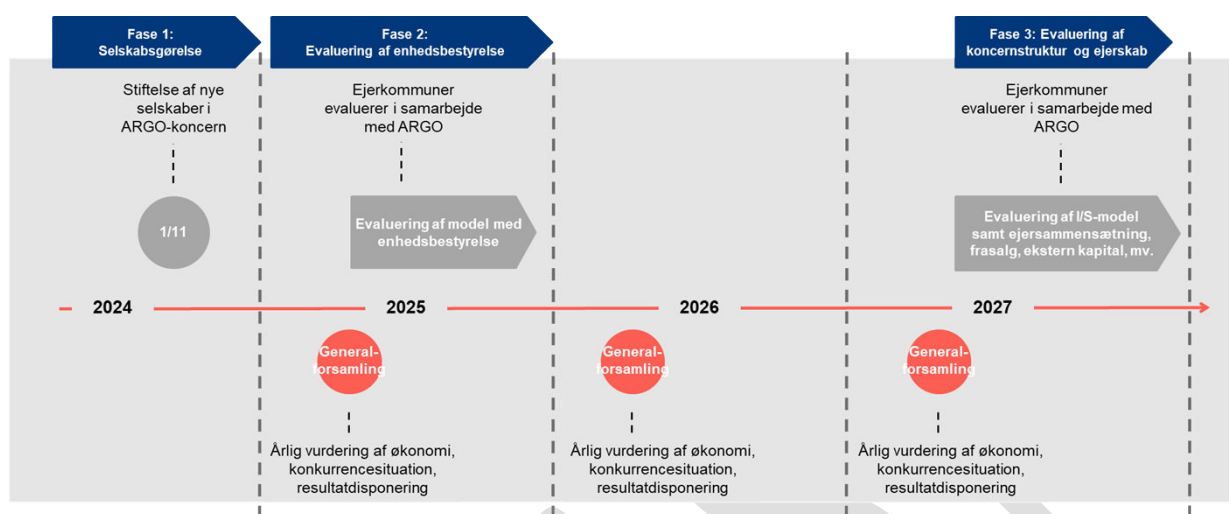 Fase 1:
Selskabsgørelse
Fase 2:
Evaluering af enhedsbestyrelse
Fase 3: Evaluering af
koncernstruktur og ejerskab
Stiftelse af nye
selskaber i
ARGO-koncern
Ejerkommuner
evaluerer i samarbejde
med ARGO
Ejerkommuner
evaluerer i samarbejde med
ARGO
1/11
Evaluering af model med
enhedsbestyrelse
Evaluering af I/S-model
samt ejersammensætning,
frasalg, ekstern kapital, mv.
2024
2025
2026
2027
General-
forsamling
General-
forsamling
General-
forsamling
Årlig vurdering af økonomi,
konkurrencesituation,
resultatdisponering
Årlig vurdering af økonomi,
konkurrencesituation,
resultatdisponering
Årlig vurdering af økonomi,
konkurrencesituation,
resultatdisponering